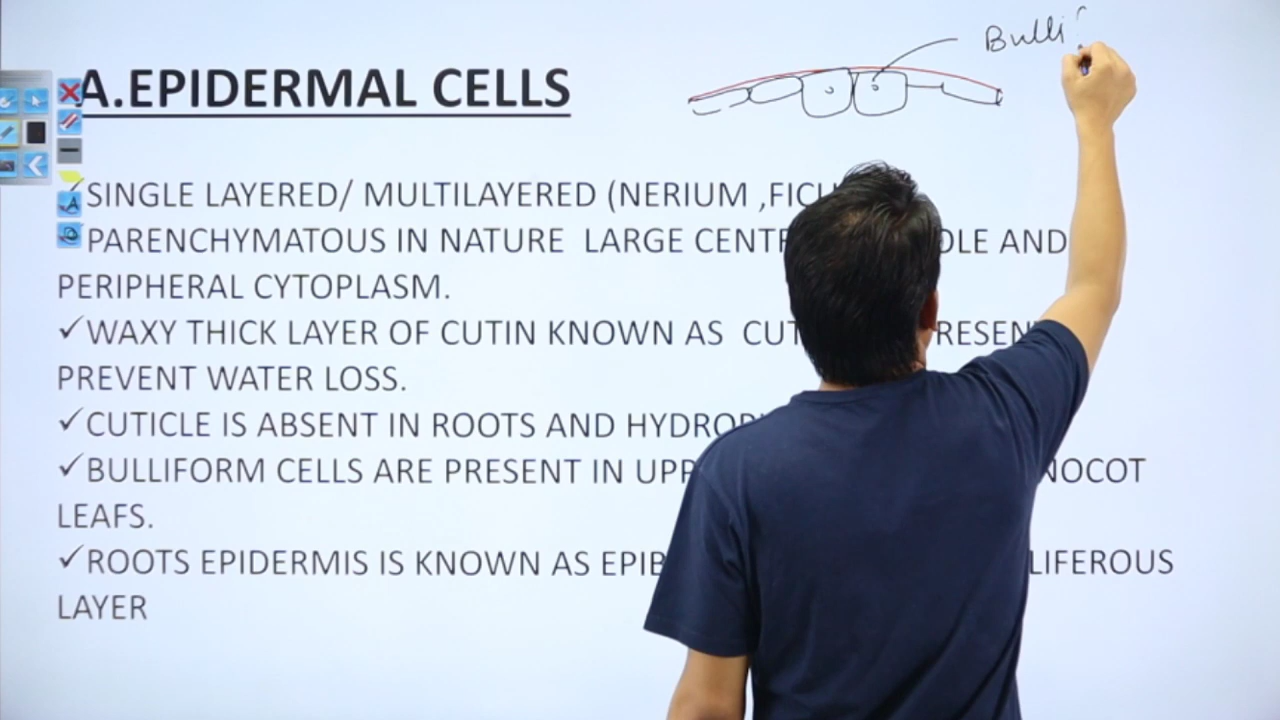 Bulli
A.EPIDERMAL CELLS
✓SINGLE LAYERED/ MULTILAYERED (NERIUM ,FICU
✓PARENCHYMATOUS IN NATURE LARGE CENTR OLE AND
PERIPHERAL CYTOPLASM.
✓WAXY THICK LAYER OF CUTIN KNOWN AS CUT RESENT
PREVENT WATER LOSS.
✓CUTICLE IS ABSENT IN ROOTS AND HYDROP
✓BULLIFORM CELLS ARE PRESENT IN UPP NOCOT
LEAFS.
✓ROOTS EPIDERMIS IS KNOWN AS EPIB LIFEROUS
LAYER